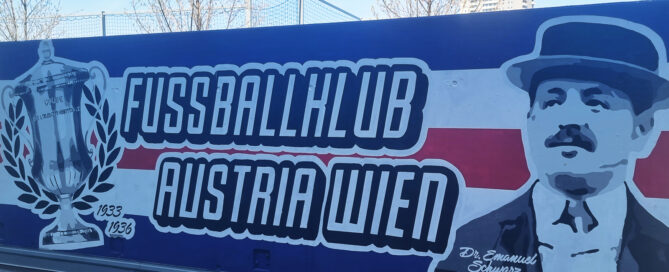 FUSSBALLKLUB
AUSTRIA WIEN
1933
1936
Dr. Emanuel
Schwarz